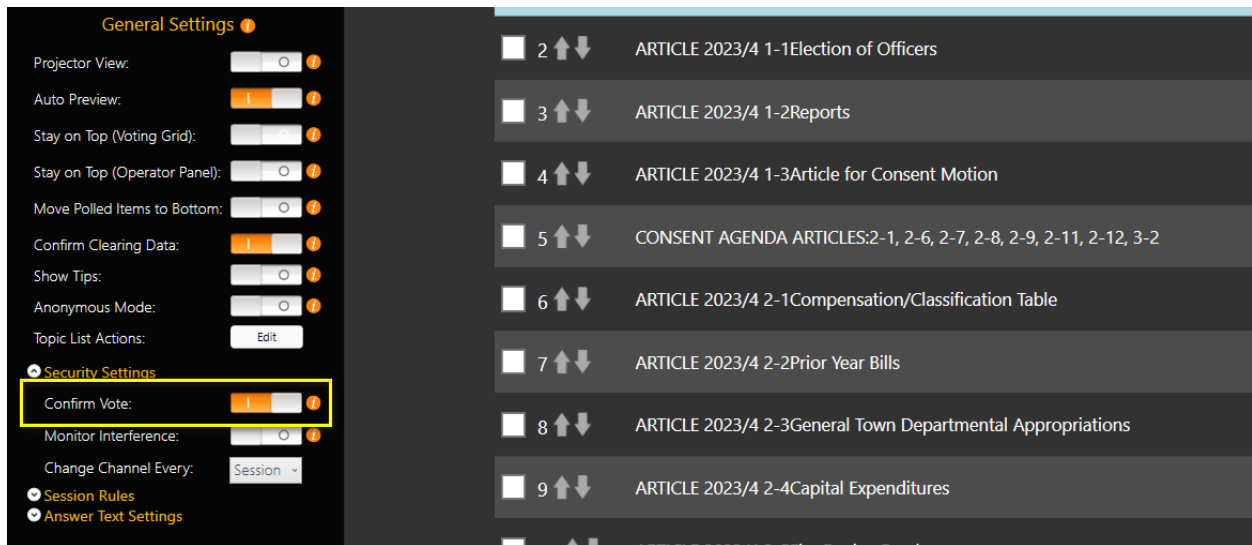 General Settings
Projector View:
Auto Preview:
Stay on Top (Voting Grid):
Stay on Top (Operator Panel):
Move Polled Items to Bottom:
Confirm Clearing Data:
Show Tips:
Anonymous Mode:
Topic List Actions: Edit
Security Settings
Confirm Vote:
Monitor Interference:
Change Channel Every: Session
Session Rules
Answer Text Settings
2 ARTICLE 2023/4 1-1Election of Officers
3 ARTICLE 2023/4 1-2Reports
4 ARTICLE 2023/4 1-3Article for Consent Motion
5 CONSENT AGENDA ARTICLES:2-1, 2-6, 2-7, 2-8, 2-9, 2-11, 2-12, 3-2
6 ARTICLE 2023/4 2-1Compensation/Classification Table
7 ARTICLE 2023/4 2-2Prior Year Bills
8 ARTICLE 2023/4 2-3General Town Departmental Appropriations
9 ARTICLE 2023/4 2-4Capital Expenditures